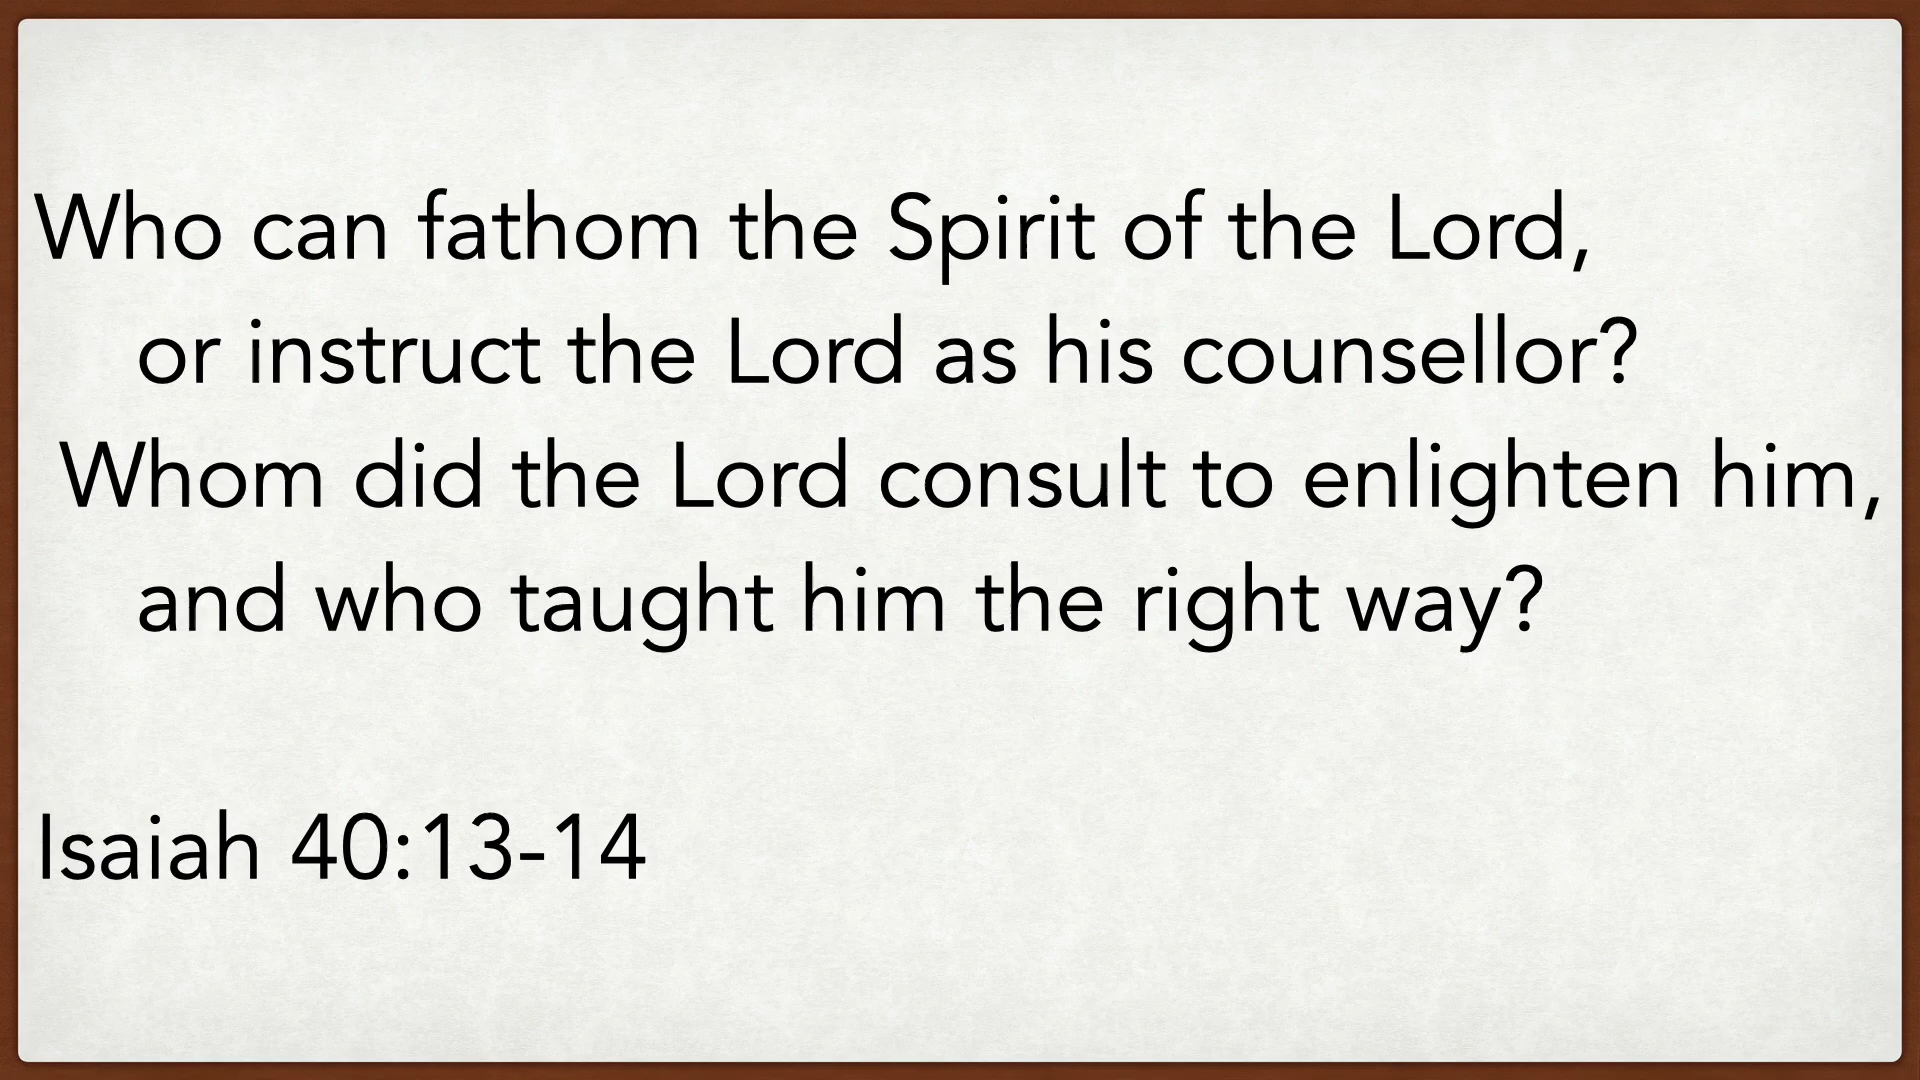 Who can fathom the Spirit of the Lord,
or instruct the Lord as his counsellor?
Whom did the Lord consult to enlighten him,
and who taught him the right way?
Isaiah 40:13-14